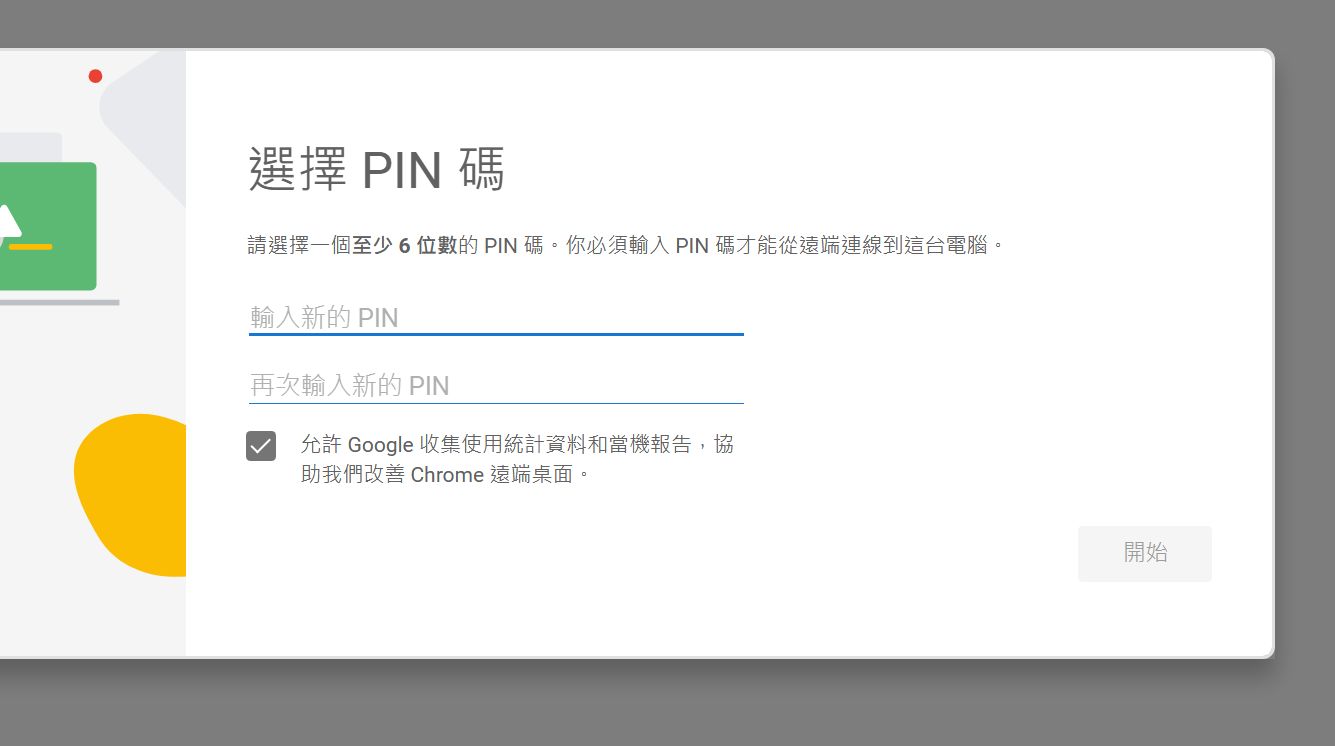 選擇 PIN 碼
請選擇一個至少 6 位數的 PIN 碼。你必須輸入 PIN 碼才能從遠端連線到這台電腦。
輸入新的 PIN
再次輸入新的 PIN
允許 Google 收集使用統計資料和當機報告，協
助我們改善 Chrome 遠端桌面。
開始